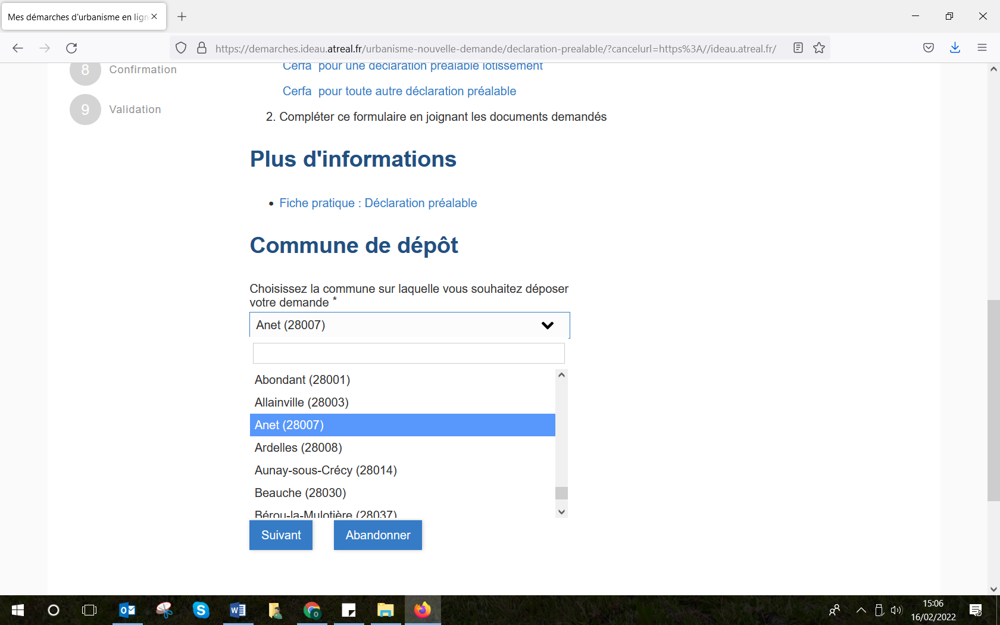 Mes démarches d'urbanisme en lign
https://demarches.ideau.atreal.fr/urbanisme-nouvelle-demande/declaration-prealable/?cancelurl=https%3A//ideau.atreal.fr/
8 Confirmation
Cerfa pour une déclaration préalable lotissement
Cerfa pour toute autre déclaration préalable
9 Validation
2. Compléter ce formulaire en joignant les documents demandés
Plus d'informations
• Fiche pratique : Déclaration préalable
Commune de dépôt
Choisissez la commune sur laquelle vous souhaitez déposer
votre demande *
Anet (28007)
Abondant (28001)
Allainville (28003)
Anet (28007)
Ardelles (28008)
Aunay-sous-Crécy (28014)
Beauche (28030)
Bérou-la-Mulotière (28037)
Suivant
Abandonner
15:06
16/02/2022